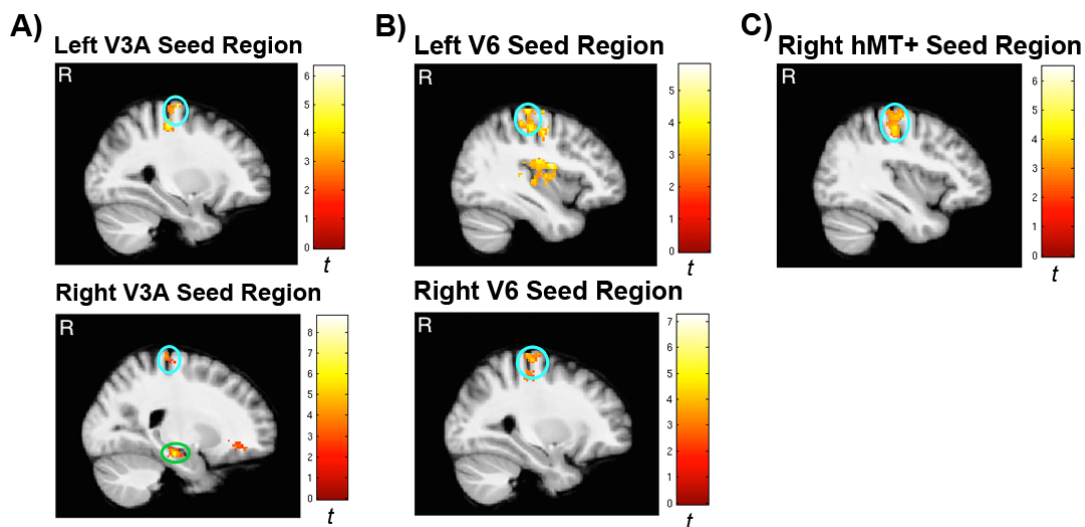 A)
Left V3A Seed Region
R
6
5
4
3
2
1
0
t
Right V3A Seed Region
R
8
7
6
5
4
3
2
1
0
t
B)
Left V6 Seed Region
R
5
4
3
2
1
0
t
Right V6 Seed Region
R
7
6
5
4
3
2
1
0
t
C)
Right hMT+ Seed Region
R
6
5
4
3
2
1
0
t